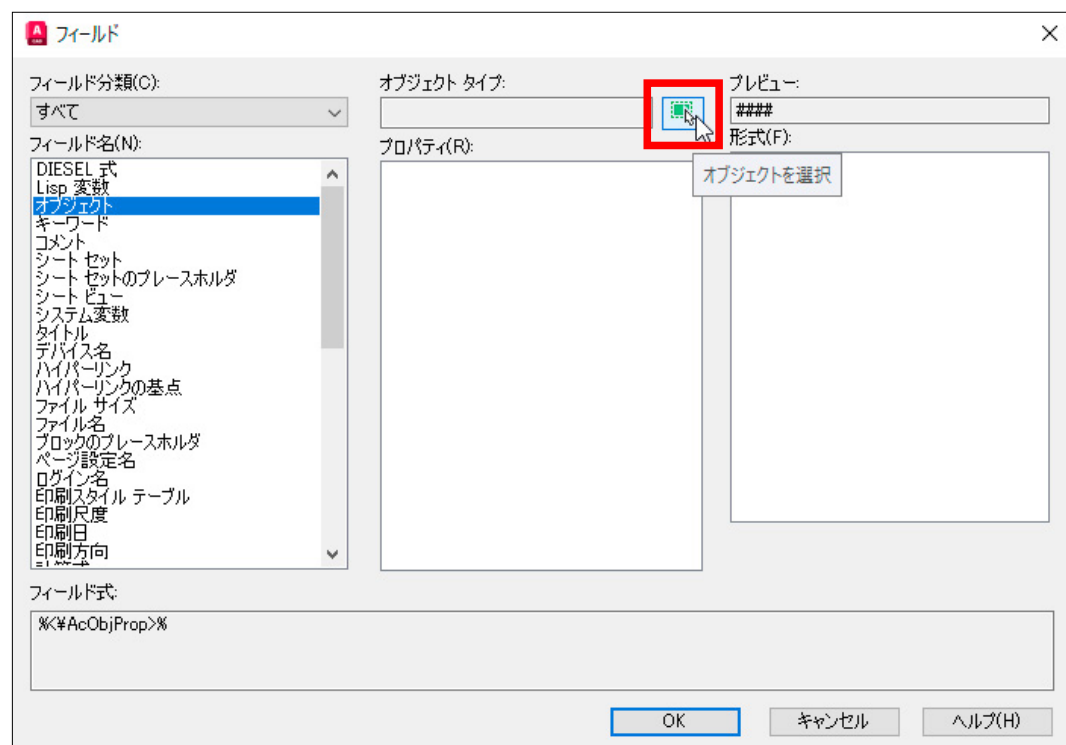 フィールド
フィールド分類(C):
すべて
フィールド名(N):
DIESEL 式
Lisp 変数
オブジェクト
キーワード
コメント
シート セット
シート セットのプレースホルダ
シート ビュー
システム変数
タイトル
デバイス名
ハイパーリンク
ハイパーリンクの基点
ファイル サイズ
ファイル名
ブロックのプレースホルダ
ページ設定名
ログイン名
印刷スタイル テーブル
印刷尺度
印刷日
印刷方向
オブジェクト タイプ:
プロパティ(R):
プレビュー:
####
形式(F):
オブジェクトを選択
フィールド式:
%<¥AcObjProp>%
OK
キャンセル
ヘルプ(H)